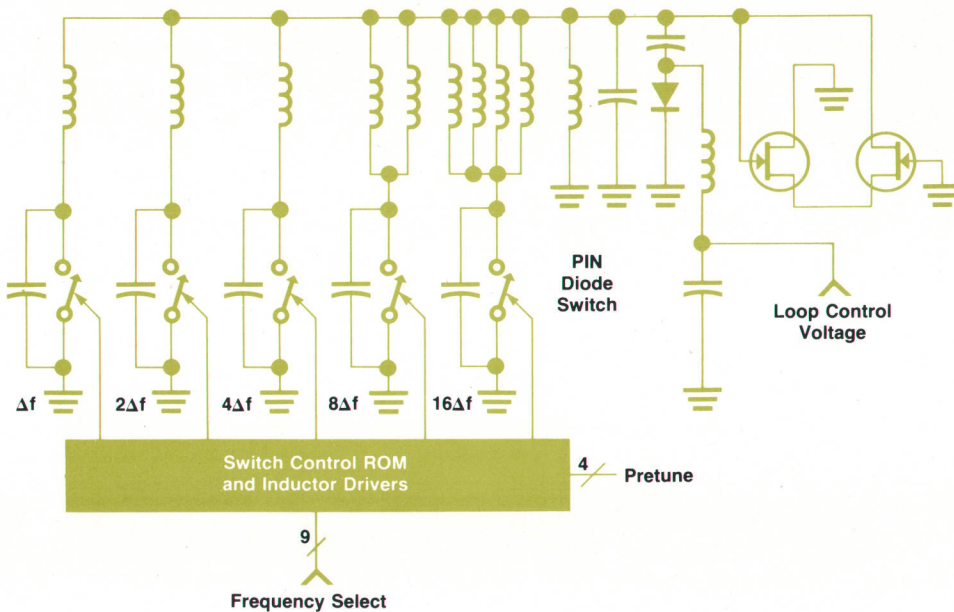 PIN
Diode
Switch
Loop Control
Voltage
Δf
2Δf
4Δf
8Δf
16Δf
Switch Control ROM
and Inductor Drivers
4
Pretune
9
Frequency Select